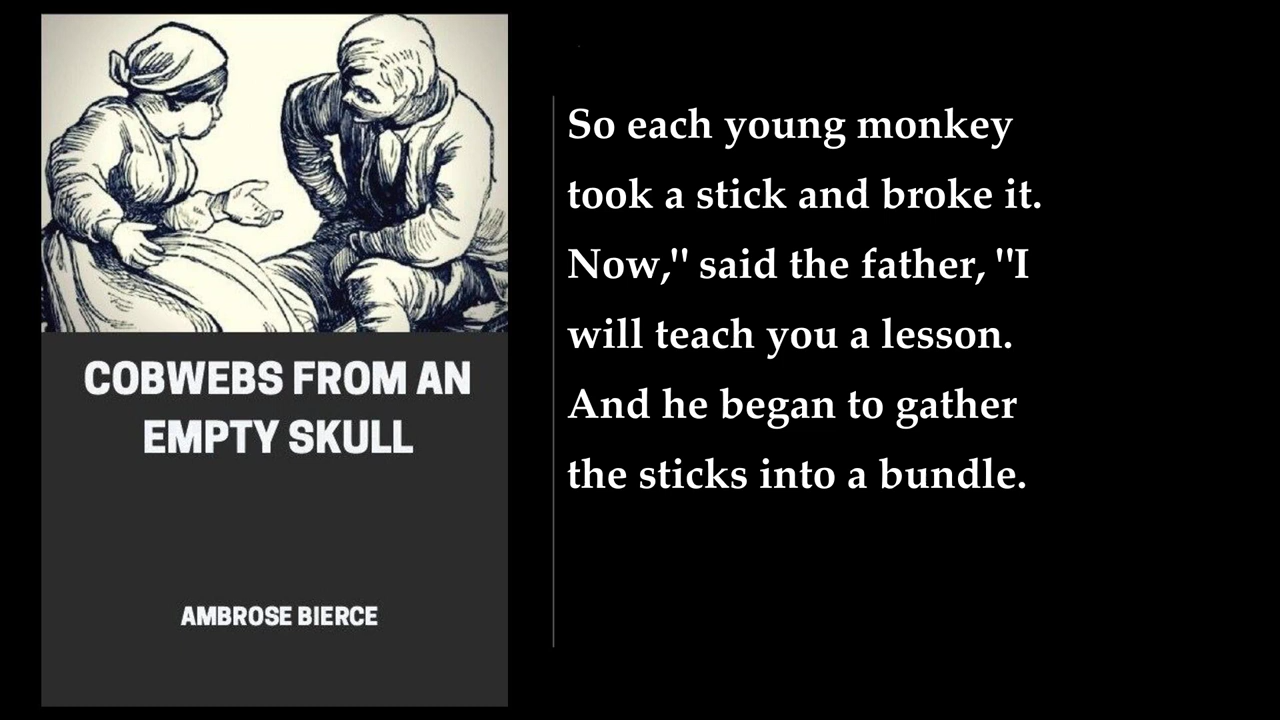 COBWEBS FROM AN
EMPTY SKULL
AMBROSE BIERCE
So each young monkey
took a stick and broke it.
Now," said the father, "I
will teach you a lesson.
And he began to gather
the sticks into a bundle.